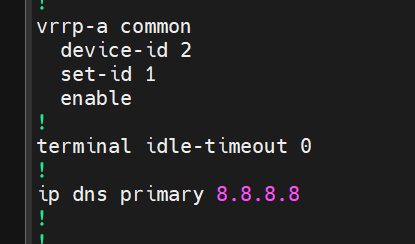 !
vrrp-a common
  device-id 2
  set-id 1
  enable
!
terminal idle-timeout 0
!
ip dns primary 8.8.8.8
!
!